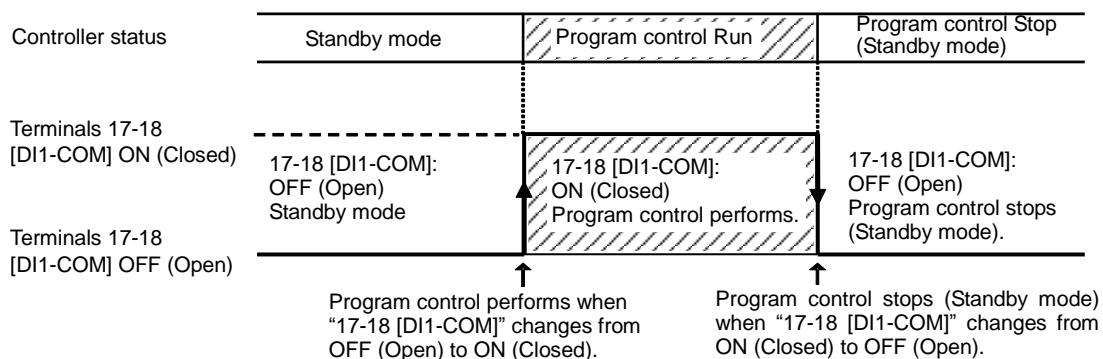 Controller status
Standby mode
Program control Run
Program control Stop
(Standby mode)
Terminals 17-18
[DI1-COM] ON (Closed)
17-18 [DI1-COM]:
OFF (Open)
Standby mode
17-18 [DI1-COM]:
ON (Closed)
Program control performs.
17-18 [DI1-COM]:
OFF (Open)
Program control stops
(Standby mode).
Terminals 17-18
[DI1-COM] OFF (Open)
Program control performs when
“17-18 [DI1-COM]” changes from
OFF (Open) to ON (Closed).
Program control stops (Standby mode)
when “17-18 [DI1-COM]” changes from
ON (Closed) to OFF (Open).